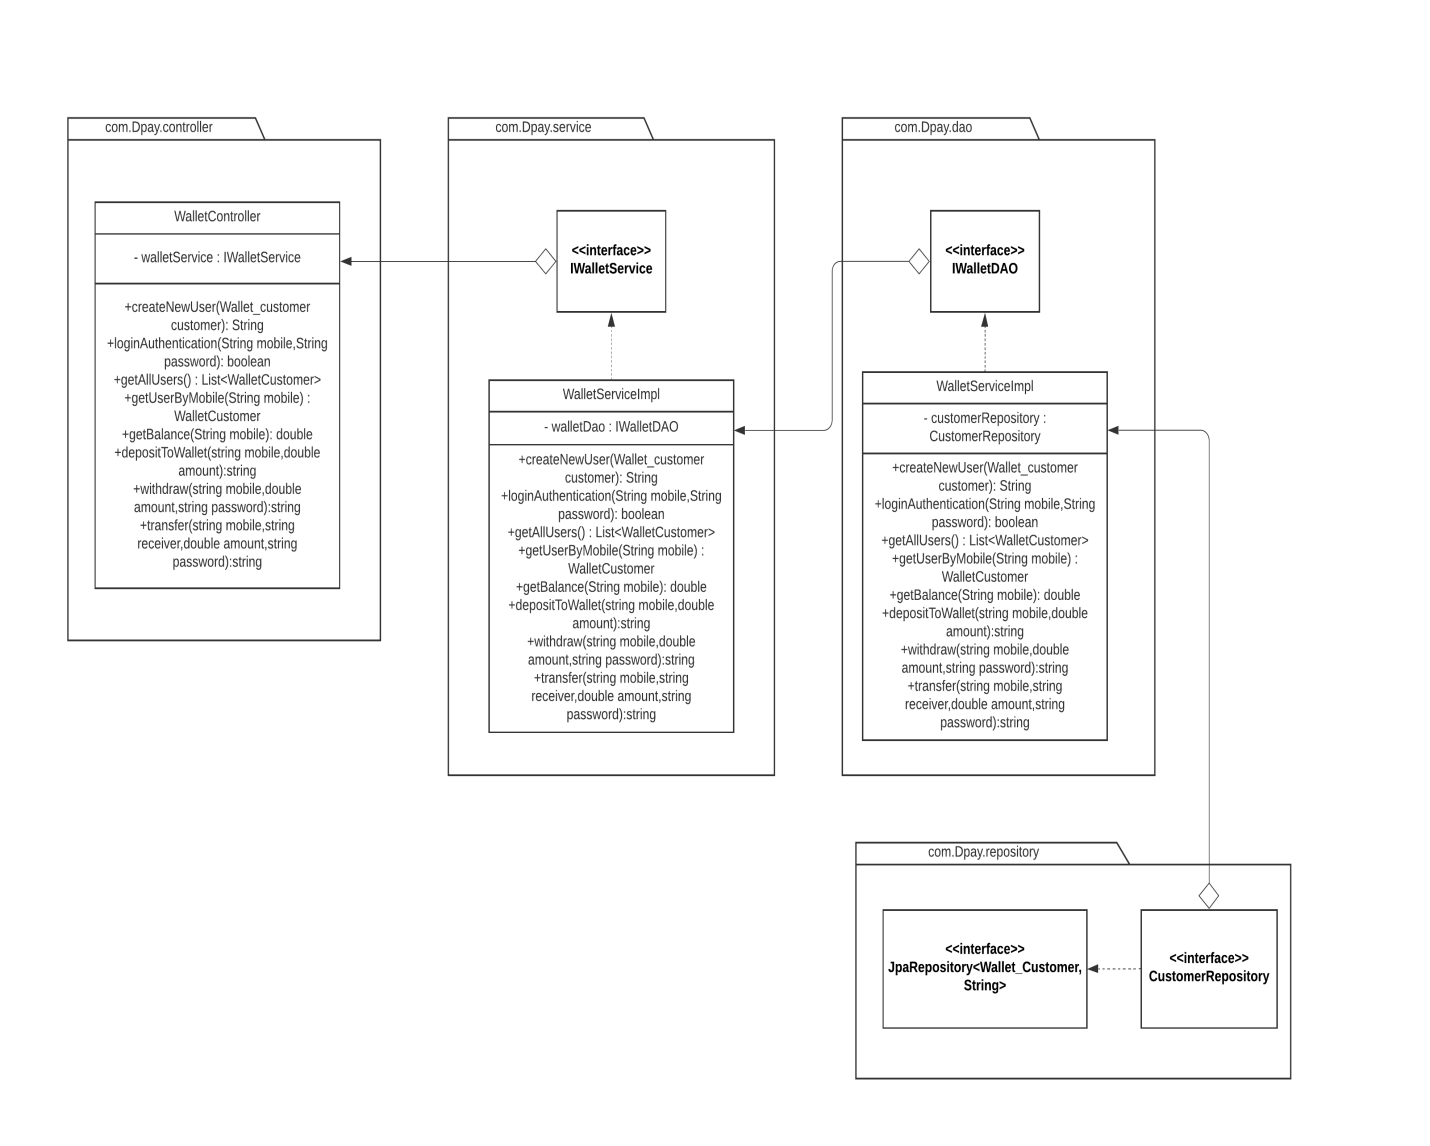 com.Dpay.controller
WalletController
- walletService : IWalletService
+createNewUser(Wallet_customer
customer): String
+loginAuthentication(String mobile,String
password): boolean
+getAllUsers() : List<WalletCustomer>
+getUserByMobile(String mobile) :
WalletCustomer
+getBalance(String mobile): double
+depositToWallet(string mobile,double
amount):string
+withdraw(string mobile,double
amount,string password):string
+transfer(string mobile,string
receiver,double amount,string
password):string
com.Dpay.service
<<interface>>
IWalletService
WalletServiceImpl
- walletDao : IWalletDAO
+createNewUser(Wallet_customer
customer): String
+loginAuthentication(String mobile,String
password): boolean
+getAllUsers() : List<WalletCustomer>
+getUserByMobile(String mobile) :
WalletCustomer
+getBalance(String mobile): double
+depositToWallet(string mobile,double
amount):string
+withdraw(string mobile,double
amount,string password):string
+transfer(string mobile,string
receiver,double amount,string
password):string
com.Dpay.dao
<<interface>>
IWalletDAO
WalletServiceImpl
- customerRepository :
CustomerRepository
+createNewUser(Wallet_customer
customer): String
+loginAuthentication(String mobile,String
password): boolean
+getAllUsers() : List<WalletCustomer>
+getUserByMobile(String mobile) :
WalletCustomer
+getBalance(String mobile): double
+depositToWallet(string mobile,double
amount):string
+withdraw(string mobile,double
amount,string password):string
+transfer(string mobile,string
receiver,double amount,string
password):string
com.Dpay.repository
<<interface>>
JpaRepository<Wallet_Customer,
String>
<<interface>>
CustomerRepository